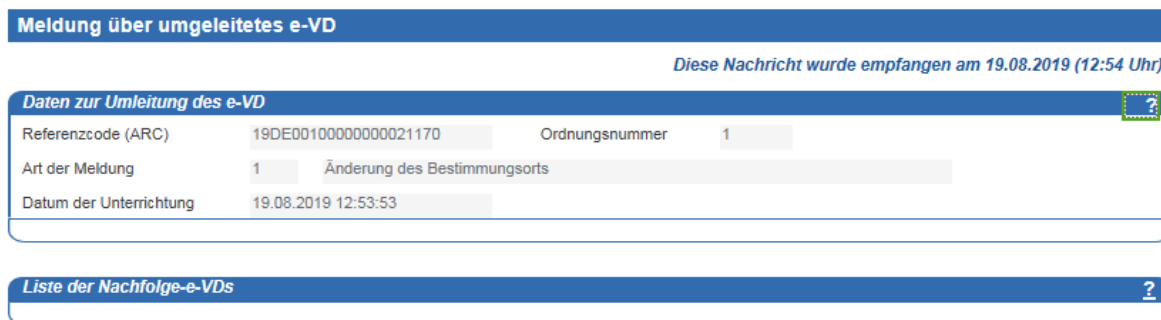 Meldung über umgeleitetes e-VD
Diese Nachricht wurde empfangen am 19.08.2019 (12:54 Uhr)
Daten zur Umleitung des e-VD ?
Referenzcode (ARC) 19DE00100000000021170 Ordnungsnummer 1
Art der Meldung 1 Änderung des Bestimmungsorts
Datum der Unterrichtung 19.08.2019 12:53:53
Liste der Nachfolge-e-VDs ?